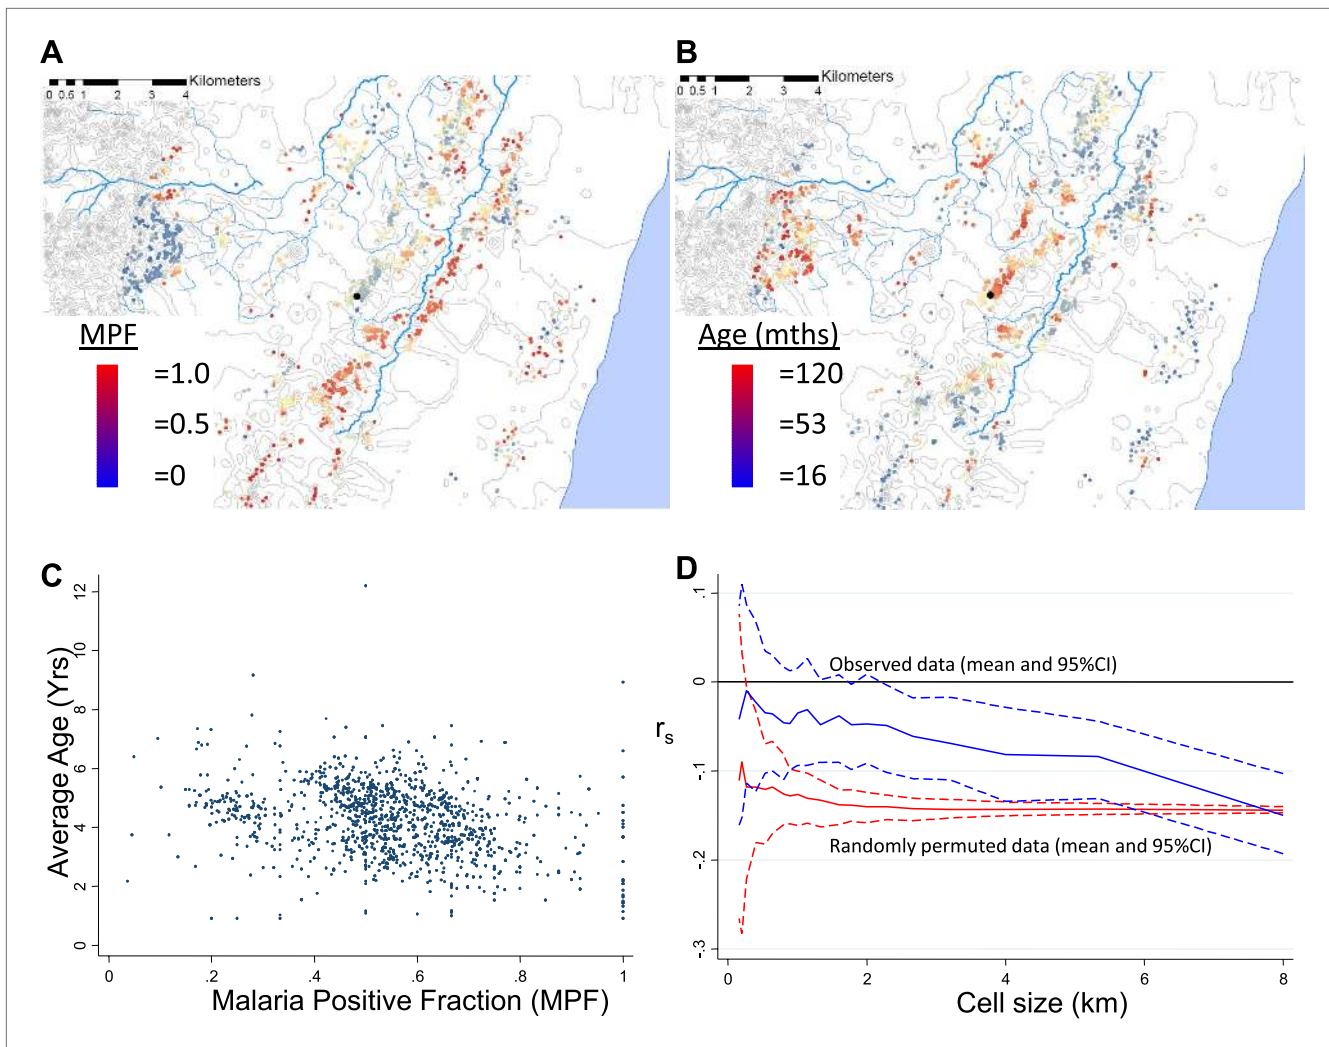 A
Kilometers
0 0.5 1 2 3 4
MPF
=1.0
=0.5
=0
B
Kilometers
0 0.5 1 2 3 4
Age (mths)
=120
=53
=16
C
Average Age (Yrs)
12
10
8
6
4
2
0
0 .2 .4 .6 .8 1
Malaria Positive Fraction (MPF)
D
rs
.1
0
-.1
-.2
-.3
Observed data (mean and 95%CI)
Randomly permuted data (mean and 95%CI)
0 2 4 6 8
Cell size (km)